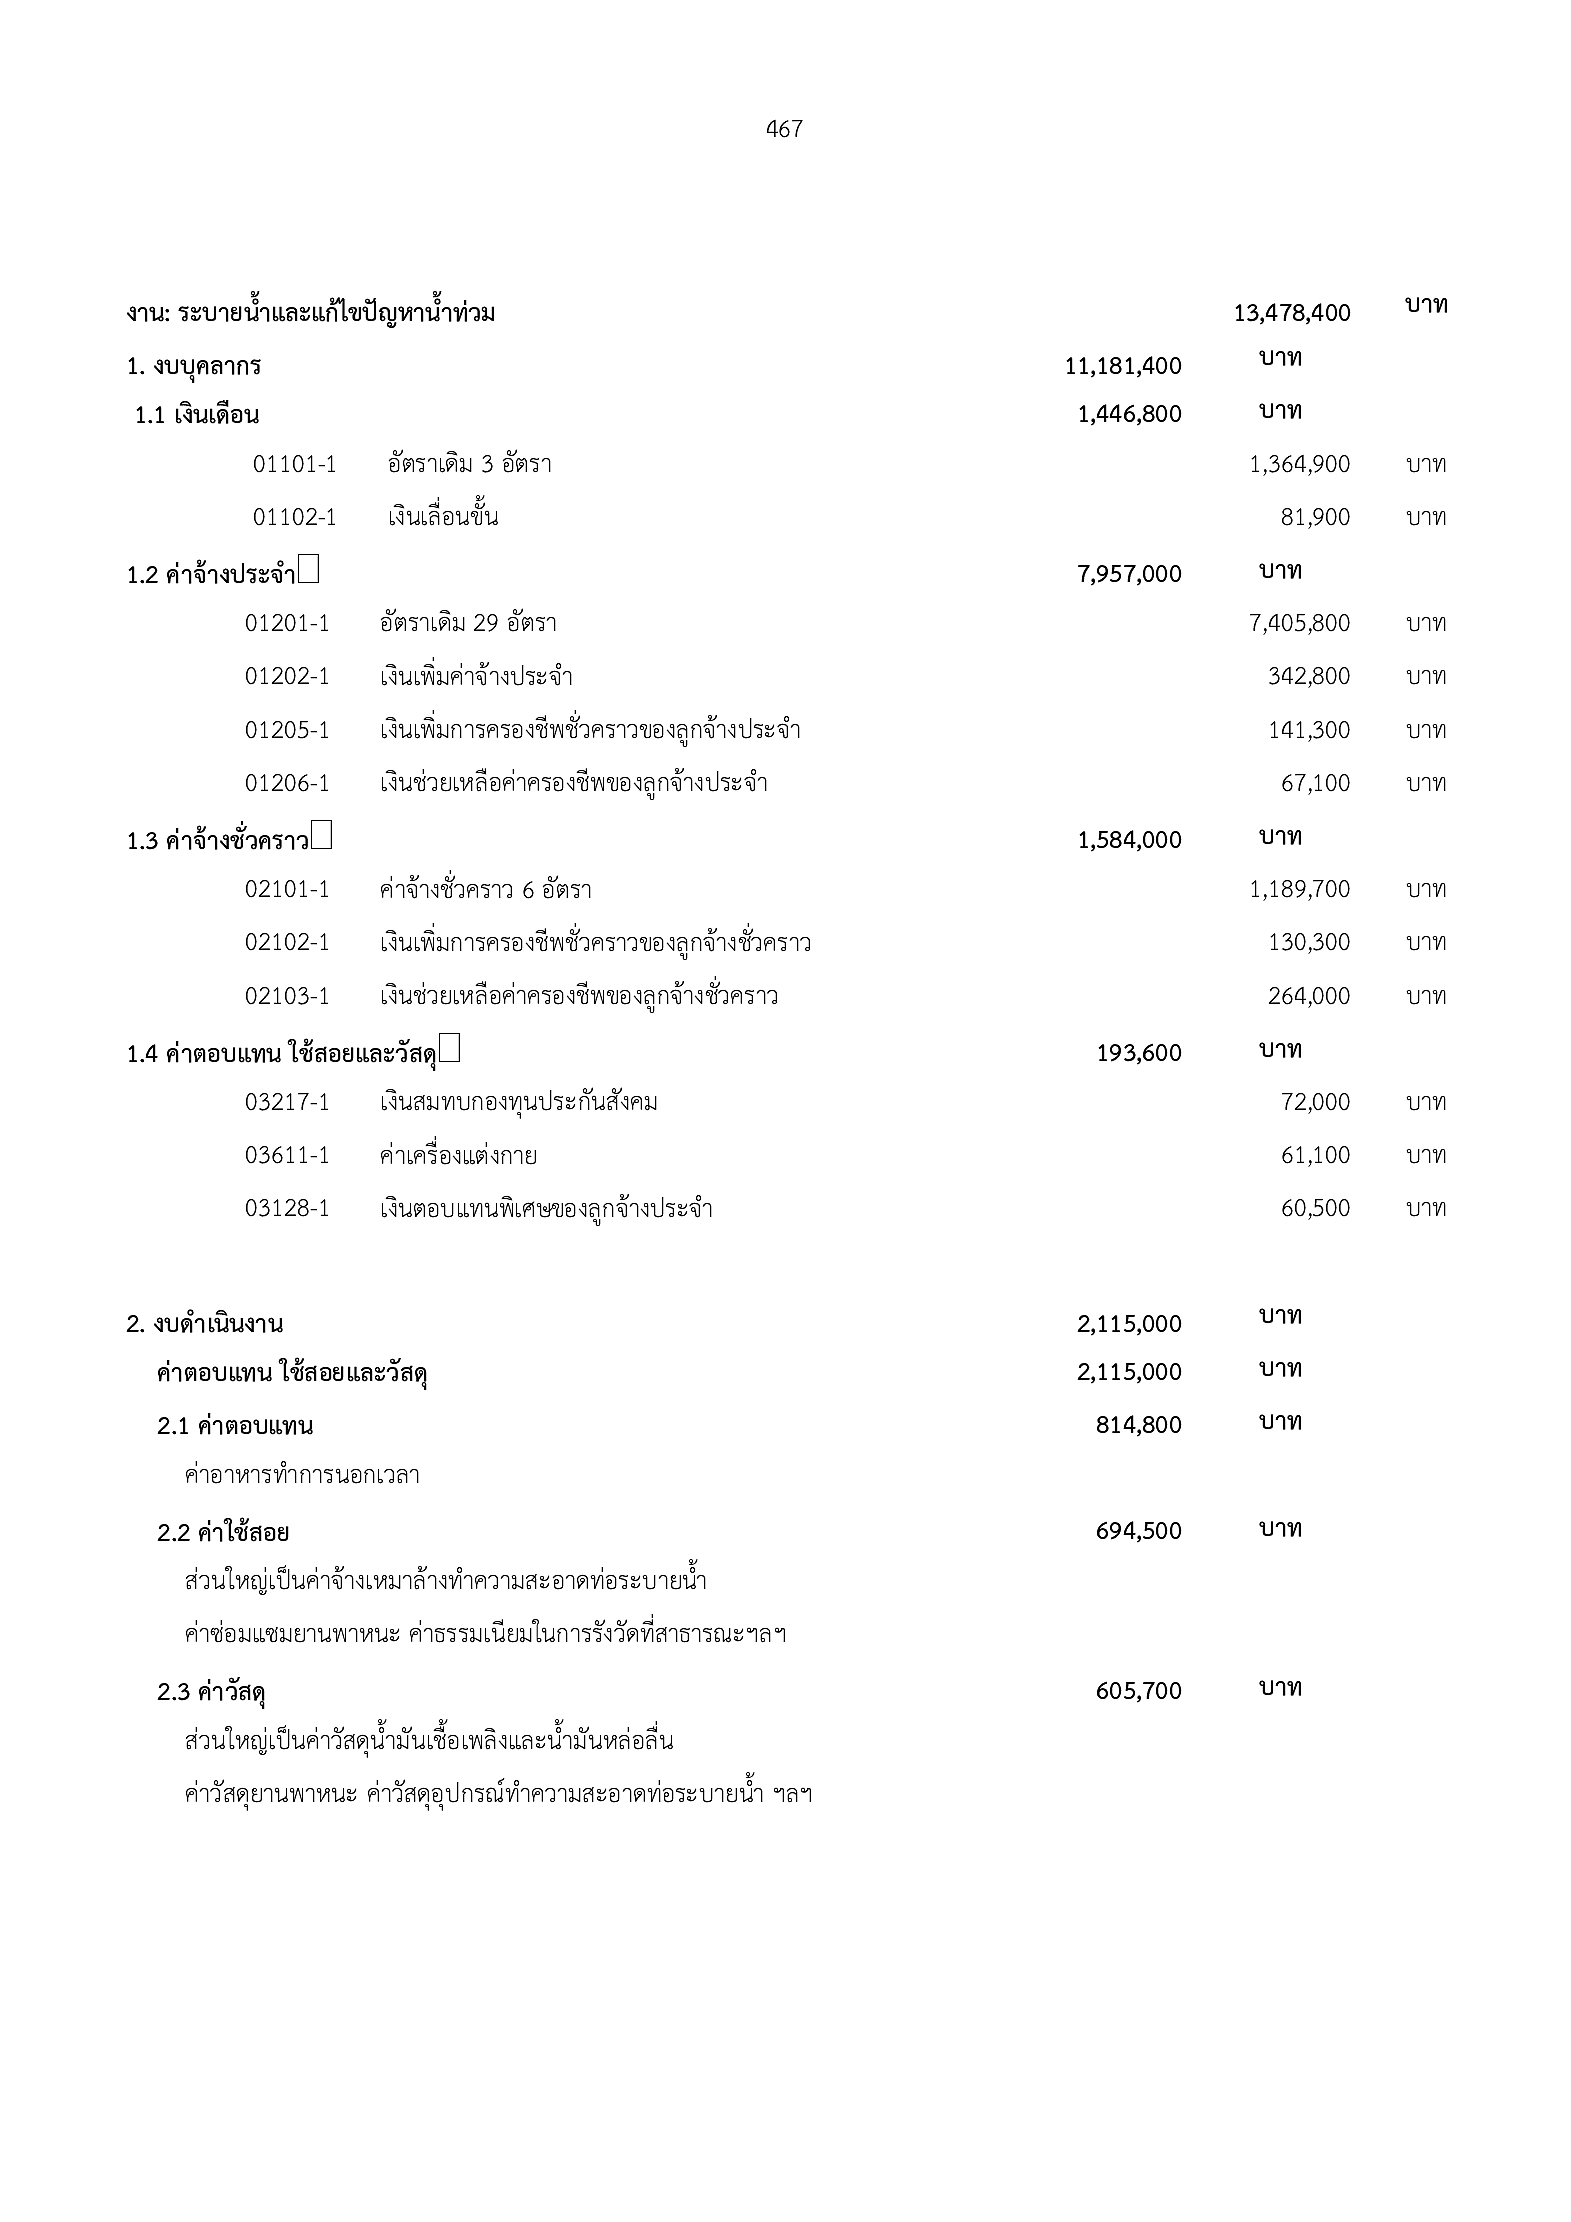 467
งาน: ระบายน้ำและแก้ไขปัญหาน้ำท่วม 13,478,400 บาท
1. งบบุคลากร 11,181,400 บาท
1.1 เงินเดือน 1,446,800 บาท
01101-1 อัตราเดิม 3 อัตรา 1,364,900 บาท
01102-1 เงินเลื่อนขั้น 81,900 บาท
1.2 ค่าจ้างประจำ 7,957,000 บาท
01201-1 อัตราเดิม 29 อัตรา 7,405,800 บาท
01202-1 เงินเพิ่มค่าจ้างประจำ 342,800 บาท
01205-1 เงินเพิ่มการครองชีพชั่วคราวของลูกจ้างประจำ 141,300 บาท
01206-1 เงินช่วยเหลือค่าครองชีพของลูกจ้างประจำ 67,100 บาท
1.3 ค่าจ้างชั่วคราว 1,584,000 บาท
02101-1 ค่าจ้างชั่วคราว 6 อัตรา 1,189,700 บาท
02102-1 เงินเพิ่มการครองชีพชั่วคราวของลูกจ้างชั่วคราว 130,300 บาท
02103-1 เงินช่วยเหลือค่าครองชีพของลูกจ้างชั่วคราว 264,000 บาท
1.4 ค่าตอบแทน ใช้สอยและวัสดุ 193,600 บาท
03217-1 เงินสมทบกองทุนประกันสังคม 72,000 บาท
03611-1 ค่าเครื่องแต่งกาย 61,100 บาท
03128-1 เงินตอบแทนพิเศษของลูกจ้างประจำ 60,500 บาท
2. งบดำเนินงาน 2,115,000 บาท
ค่าตอบแทน ใช้สอยและวัสดุ 2,115,000 บาท
2.1 ค่าตอบแทน 814,800 บาท
ค่าอาหารทำการนอกเวลา
2.2 ค่าใช้สอย 694,500 บาท
ส่วนใหญ่เป็นค่าจ้างเหมาล้างทำความสะอาดท่อระบายน้ำ
ค่าซ่อมแซมยานพาหนะ ค่าธรรมเนียมในการรังวัดที่สาธารณะฯลฯ
2.3 ค่าวัสดุ 605,700 บาท
ส่วนใหญ่เป็นค่าวัสดุน้ำมันเชื้อเพลิงและน้ำมันหล่อลื่น
ค่าวัสดุยานพาหนะ ค่าวัสดุอุปกรณ์ทำความสะอาดท่อระบายน้ำ ฯลฯ